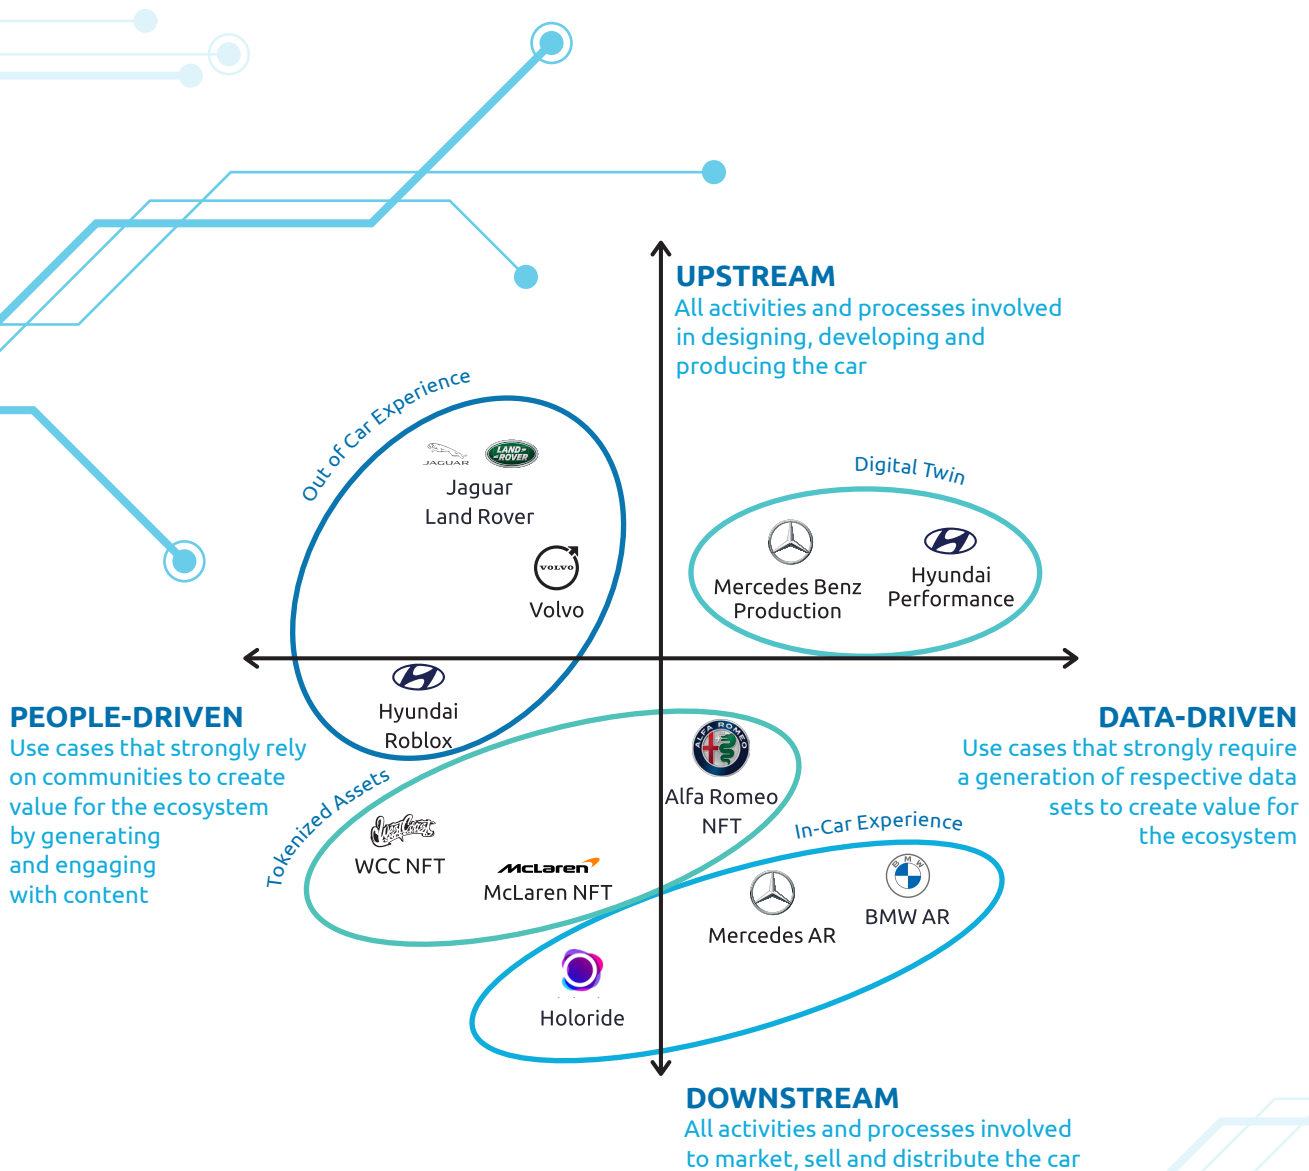 UPSTREAM
All activities and processes involved
in designing, developing and
producing the car
Out of Car Experience
JAGUAR
LAND-
-ROVER
Jaguar
Land Rover
VOLVO
Volvo
Hyundai
Roblox
Digital Twin
Mercedes Benz
Production
Hyundai
Performance
PEOPLE-DRIVEN
Use cases that strongly rely
on communities to create
value for the ecosystem
by generating
and engaging
with content
DATA-DRIVEN
Use cases that strongly require
a generation of respective data
sets to create value for
the ecosystem
Tokenized Assets
West Coast
WCC NFT
McLaren
McLaren NFT
ALFA ROMEO
Alfa Romeo
NFT
In-Car Experience
Mercedes AR
BMW
BMW AR
Holoride
DOWNSTREAM
All activities and processes involved
to market, sell and distribute the car